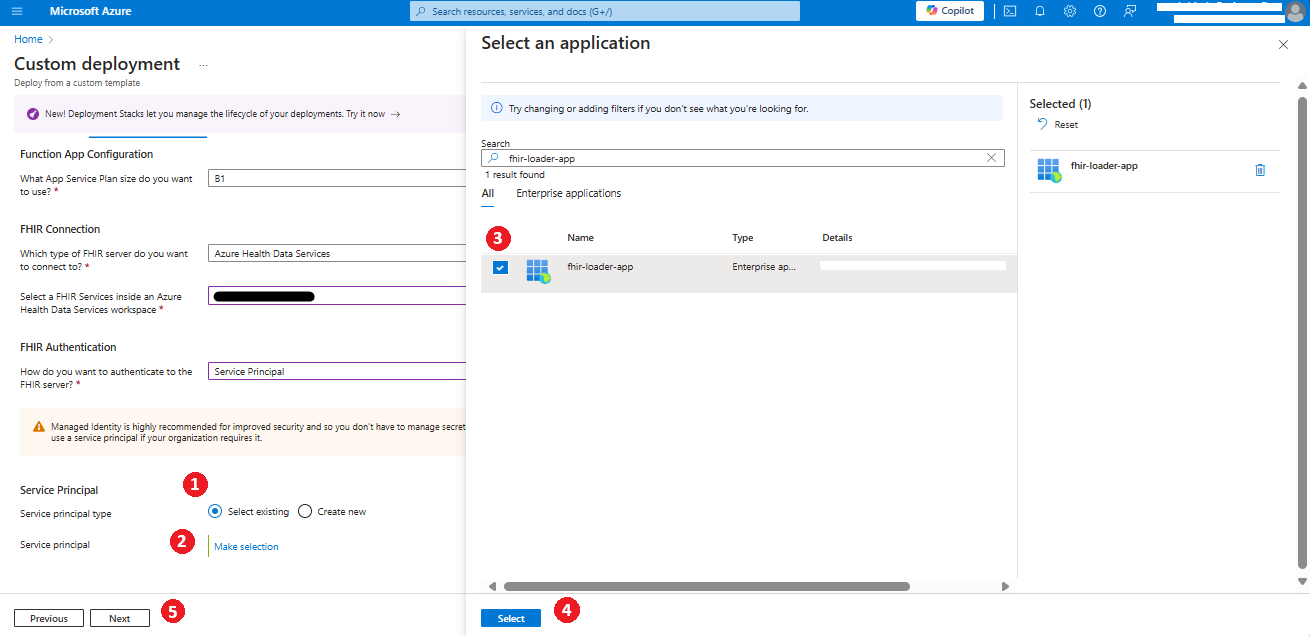 Microsoft Azure
Search resources, services, and docs (G+/)
Copilot
Home
Custom deployment ...
Deploy from a custom template
New! Deployment Stacks let you manage the lifecycle of your deployments. Try it now →
Function App Configuration
What App Service Plan size do you want
to use? *
B1
FHIR Connection
Which type of FHIR server do you want
to connect to? *
Azure Health Data Services
Select a FHIR Services inside an Azure
Health Data Services workspace *
FHIR Authentication
How do you want to authenticate to the
FHIR server? *
Service Principal
Managed Identity is highly recommended for improved security and so you don't have to manage secret
use a service principal if your organization requires it.
Service Principal
1
Service principal type
Select existing
Create new
Service principal
2
Make selection
Previous
Next
5
Select an application
Try changing or adding filters if you don't see what you're looking for.
Search
fhir-loader-app
1 result found
All
Enterprise applications
3
Name
Type
Details
fhir-loader-app
Enterprise ap...
Select
4
Selected (1)
Reset
fhir-loader-app